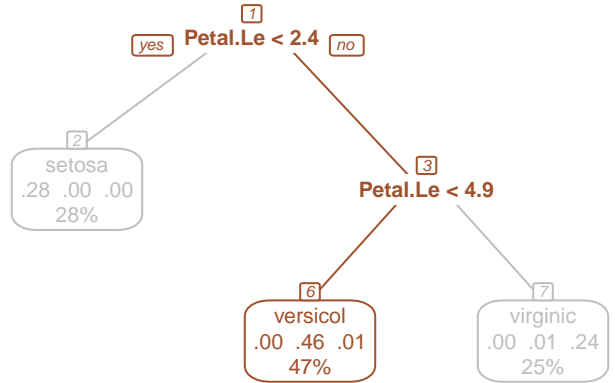 1
yes Petal.Le < 2.4 no
2
setosa
.28 .00 .00
28%
3
Petal.Le < 4.9
6
versicol
.00 .46 .01
47%
7
virginic
.00 .01 .24
25%